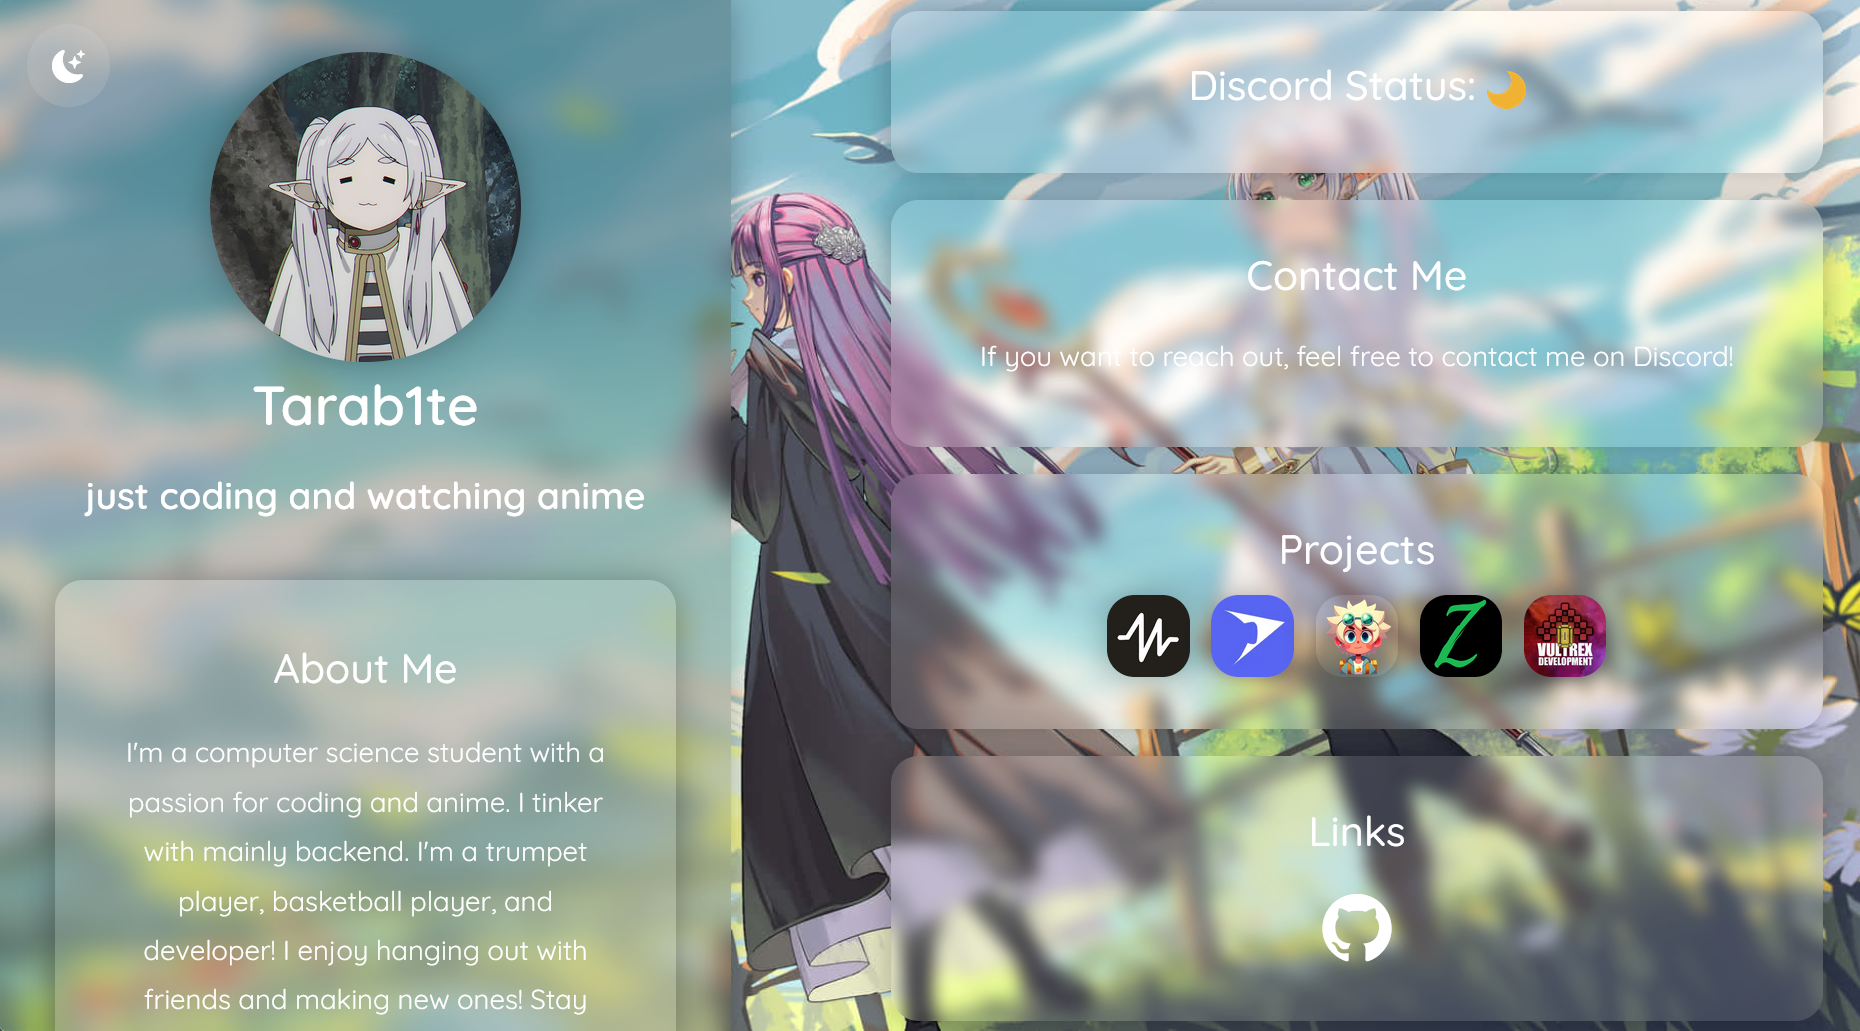 Tarab1te
just coding and watching anime
About Me
I'm a computer science student with a
passion for coding and anime. I tinker
with mainly backend. I'm a trumpet
player, basketball player, and
developer! I enjoy hanging out with
friends and making new ones! Stay
Discord Status:
Contact Me
If you want to reach out, feel free to contact me on Discord!
Projects
Z
VULTREX
DEVELOPMENT
Links